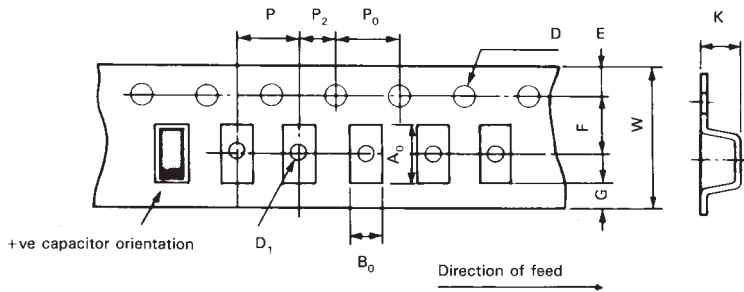 P P₂ P₀ D E K
F W
A₀
G
+ve capacitor orientation D₁
B₀
Direction of feed